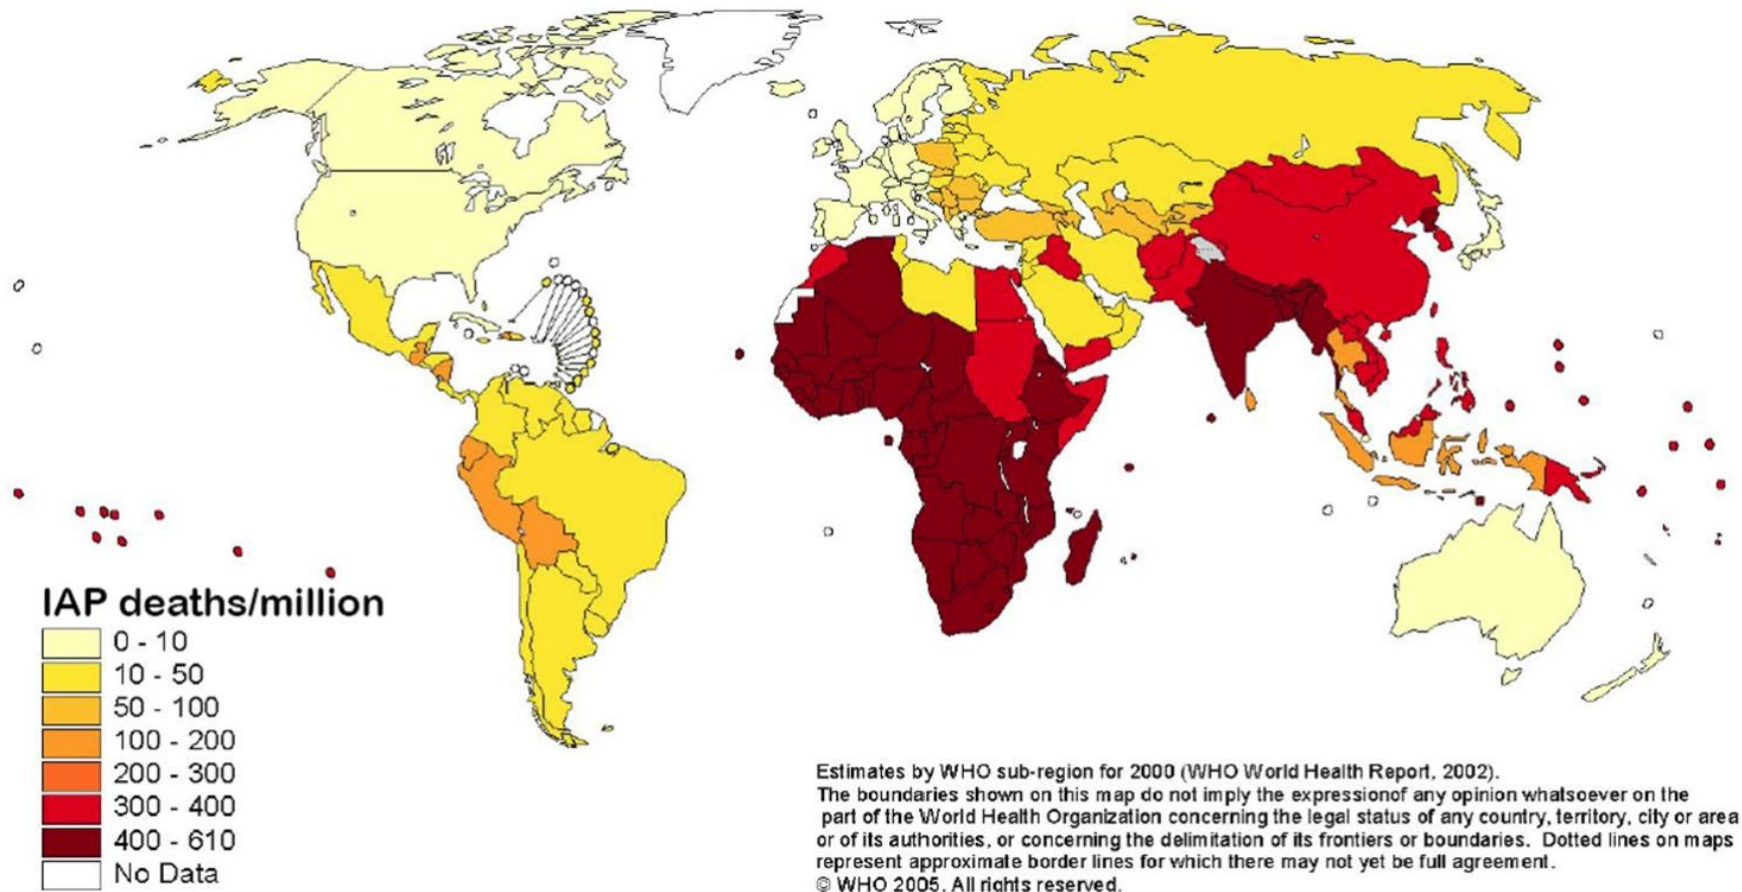 IAP deaths/million
0 - 10
10 - 50
50 - 100
100 - 200
200 - 300
300 - 400
400 - 610
No Data
Estimates by WHO sub-region for 2000 (WHO World Health Report, 2002).
The boundaries shown on this map do not imply the expressionof any opinion whatsoever on the
part of the World Health Organization concerning the legal status of any country, territory, city or area
or of its authorities, or concerning the delimitation of its frontiers or boundaries. Dotted lines on maps
represent approximate border lines for which there may not yet be full agreement.
© WHO 2005. All rights reserved.